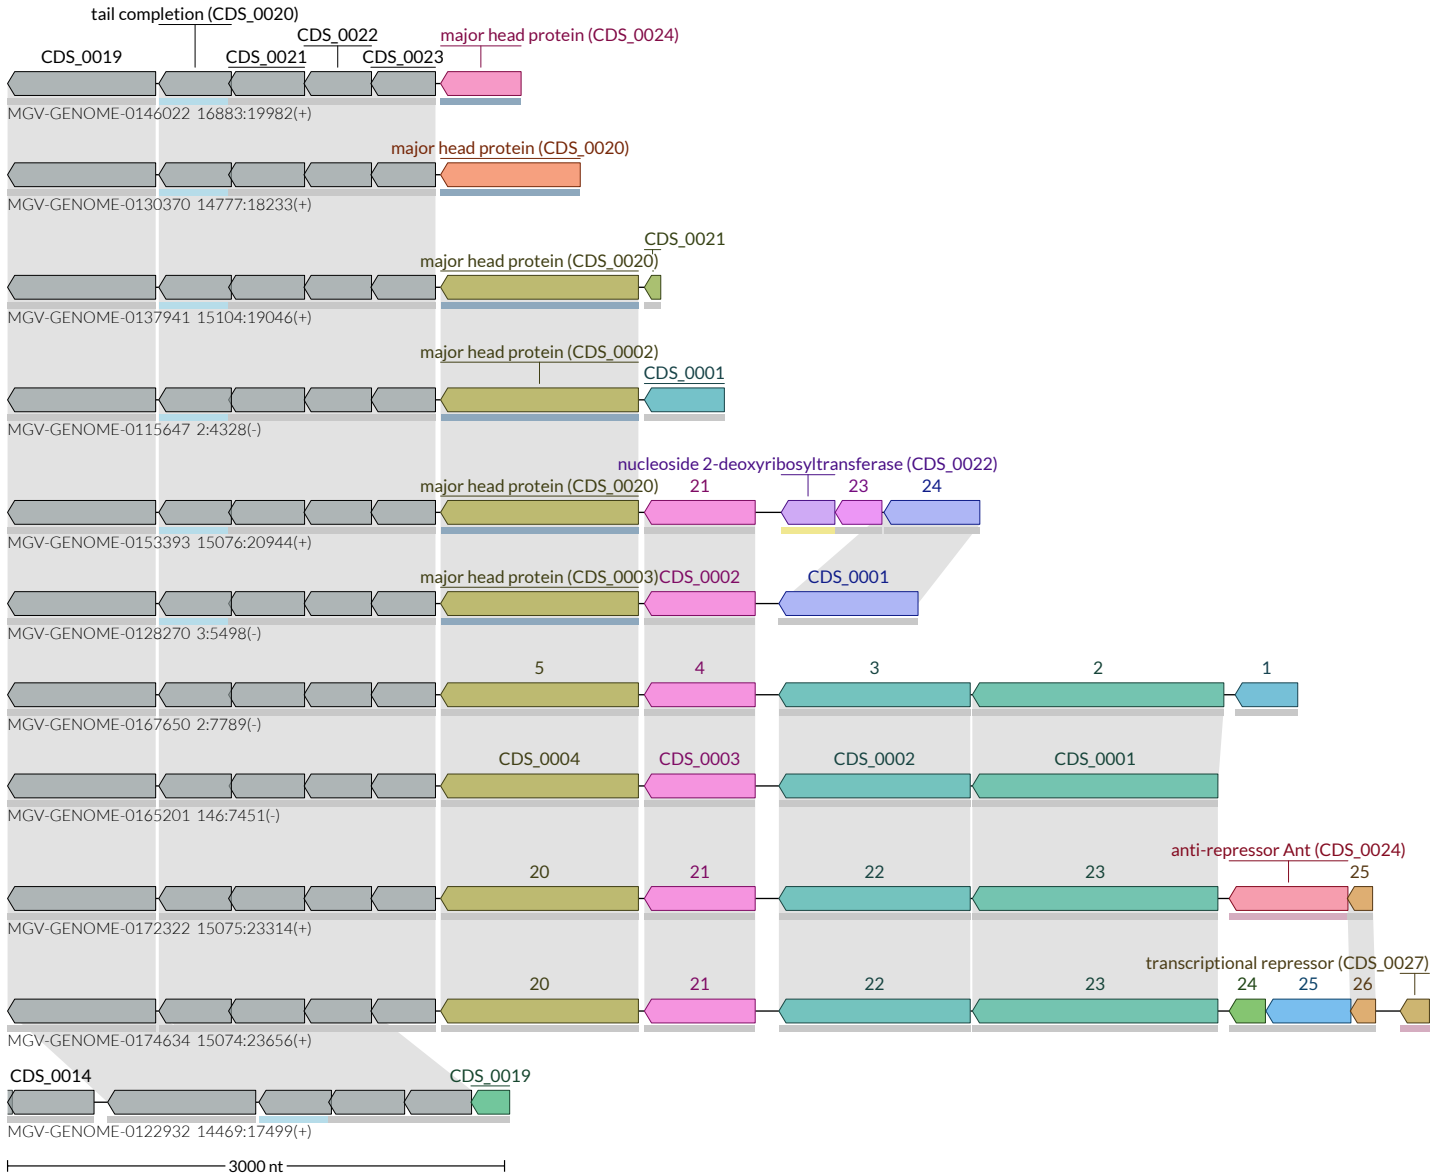 tail completion (CDS_0020)
CDS_0022 major head protein (CDS_0024)
CDS_0019 CDS_0021 CDS_0023
MGV-GENOME-0146022 16883:19982(+)
major head protein (CDS_0020)
MGV-GENOME-0130370 14777:18233(+)
CDS_0021
major head protein (CDS_0020)
MGV-GENOME-0137941 15104:19046(+)
major head protein (CDS_0002)
CDS_0001
MGV-GENOME-0115647 2:4328(-)
nucleoside 2-deoxyribosyltransferase (CDS_0022)
major head protein (CDS_0020) 21 23 24
MGV-GENOME-0153393 15076:20944(+)
major head protein (CDS_0003) CDS_0002 CDS_0001
MGV-GENOME-0128270 3:5498(-)
5 4 3 2 1
MGV-GENOME-0167650 2:7789(-)
CDS_0004 CDS_0003 CDS_0002 CDS_0001
MGV-GENOME-0165201 146:7451(-)
anti-repressor Ant (CDS_0024)
20 21 22 23 25
MGV-GENOME-0172322 15075:23314(+)
transcriptional repressor (CDS_0027)
20 21 22 23 24 25 26
MGV-GENOME-0174634 15074:23656(+)
CDS_0014 CDS_0019
MGV-GENOME-0122932 14469:17499(+)
3000 nt